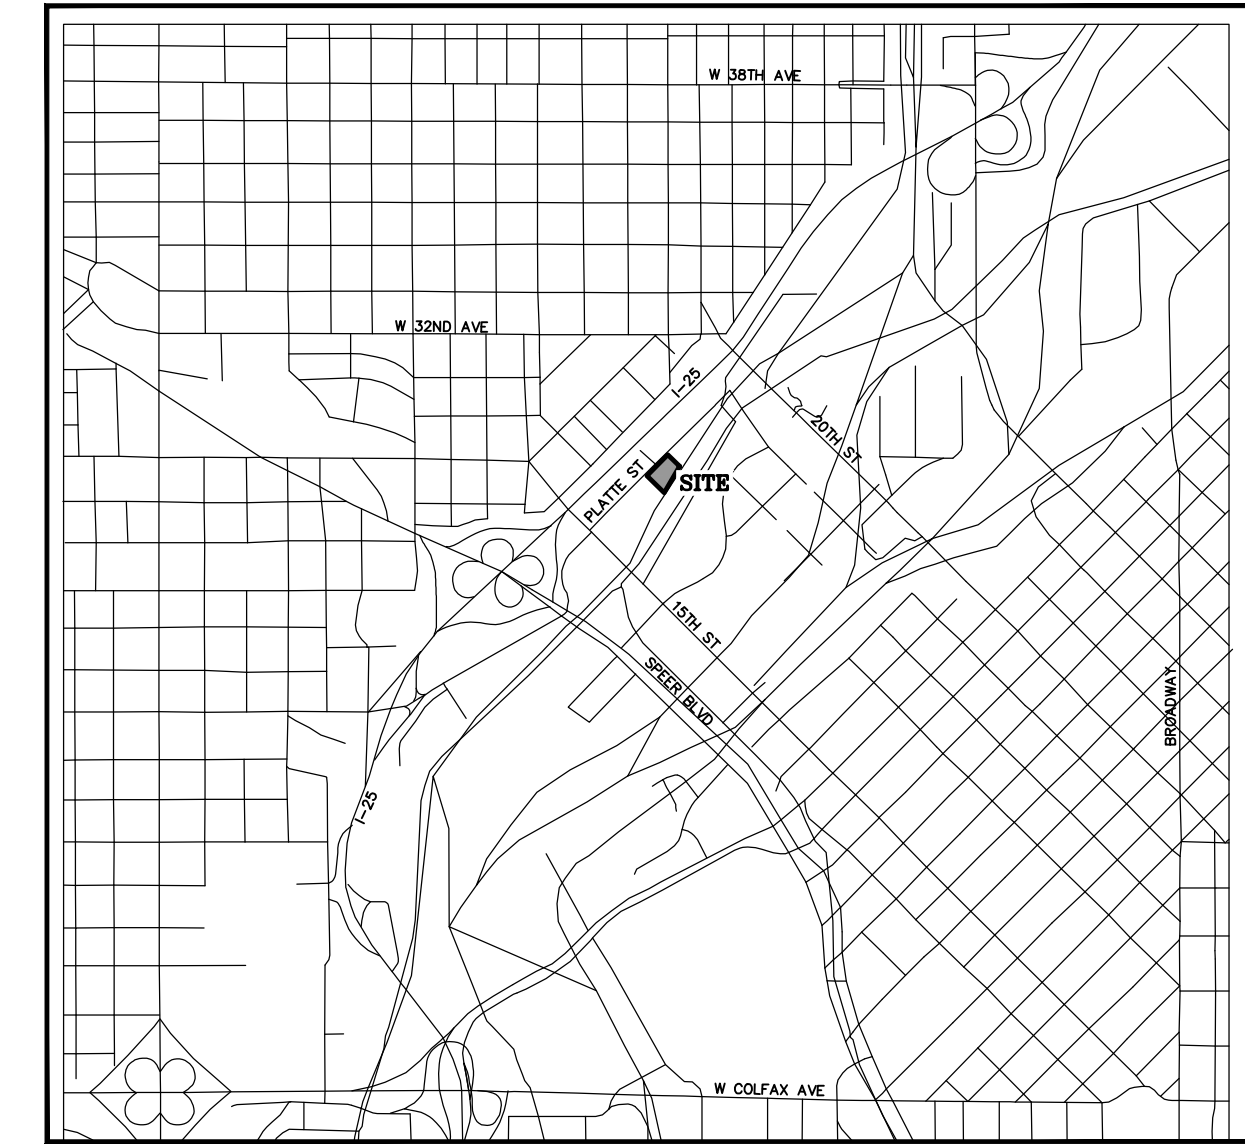 W 38TH AVE
W 32ND AVE
I-25
20TH ST
PLATTE ST
SITE
15TH ST
SPEER BLVD
BROADWAY
I-25
W COLFAX AVE